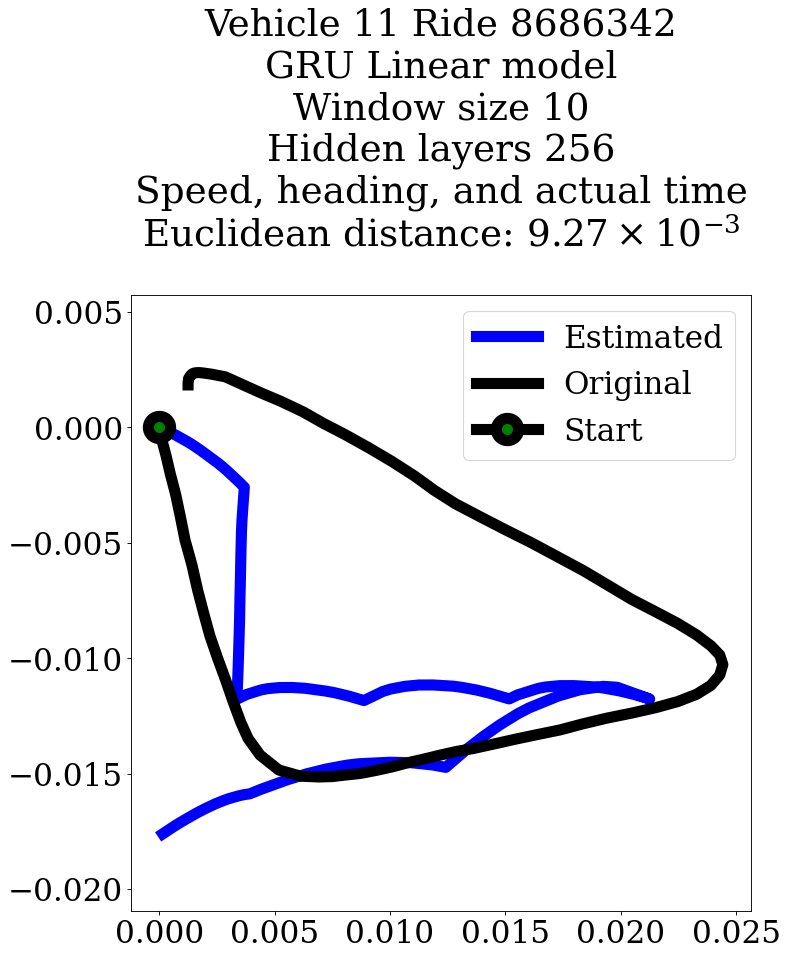 Vehicle 11 Ride 8686342
GRU Linear model
Window size 10
Hidden layers 256
Speed, heading, and actual time
Euclidean distance: 9.27 × 10⁻³
0.005
0.000
−0.005
−0.010
−0.015
−0.020
Estimated
Original
Start
0.000 0.005 0.010 0.015 0.020 0.025